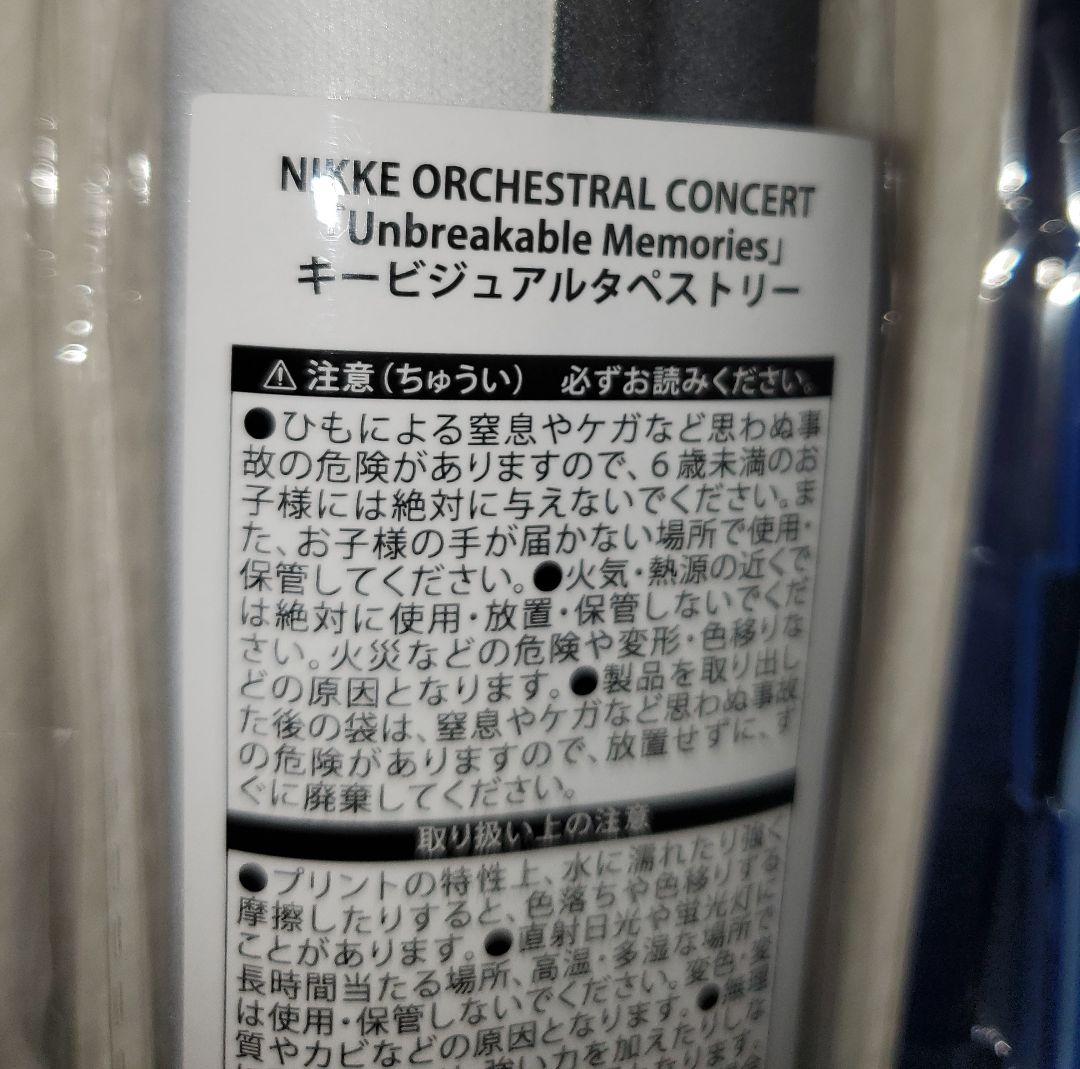 NIKKE ORCHESTRAL CONCERT
「Unbreakable Memories」
キービジュアルタペストリー
⚠注意(ちゅうい) 必ずお読みください。
●ひもによる窒息やケガなど思わぬ事
故の危険がありますので、6歳未満のお
子様には絶対に与えないでください。ま
た、お子様の手が届かない場所で使用・
保管してください。●火気・熱源の近くで
は絶対に使用・放置・保管しないでくだ
さい。火災などの危険や変形・色移りな
どの原因となります。●製品を取り出し
た後の袋は、窒息やケガなど思わぬ事故
の危険がありますので、放置せずに、す
ぐに廃棄してください。
取り扱い上の注意
●プリントの特性上、水に濡れたり強く
摩擦したりすると、色落ちや色移りする
ことがあります。●直射日光や蛍光灯に
長時間当たる場所、高温・多湿な場所で
は使用・保管しないでください。変色・変
質やカビなどの原因となります。●無理
強い力を加えたりしな